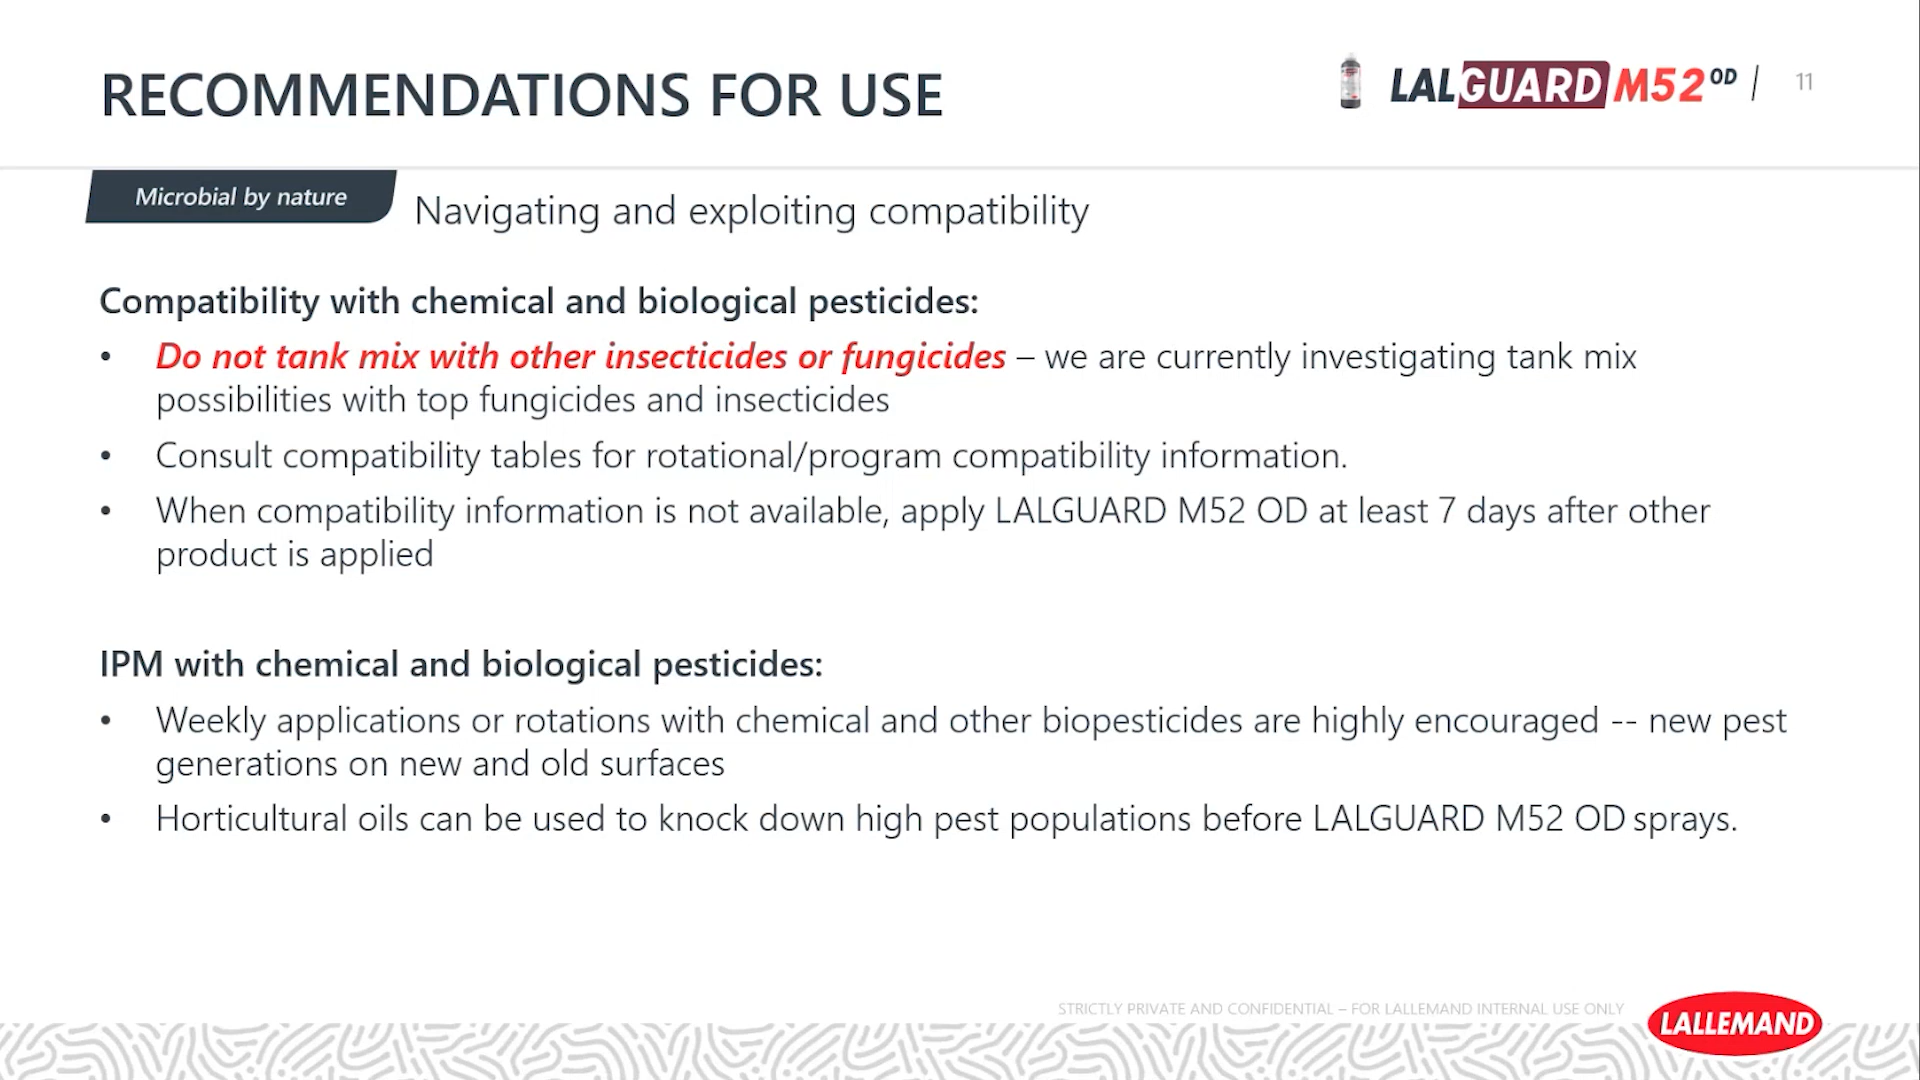 RECOMMENDATIONS FOR USE
LALGUARD M52 OD | 11
Microbial by nature
Navigating and exploiting compatibility
Compatibility with chemical and biological pesticides:
• Do not tank mix with other insecticides or fungicides – we are currently investigating tank mix
possibilities with top fungicides and insecticides
• Consult compatibility tables for rotational/program compatibility information.
• When compatibility information is not available, apply LALGUARD M52 OD at least 7 days after other
product is applied
IPM with chemical and biological pesticides:
• Weekly applications or rotations with chemical and other biopesticides are highly encouraged -- new pest
generations on new and old surfaces
• Horticultural oils can be used to knock down high pest populations before LALGUARD M52 OD sprays.
STRICTLY PRIVATE AND CONFIDENTIAL – FOR LALLEMAND INTERNAL USE ONLY
LALLEMAND